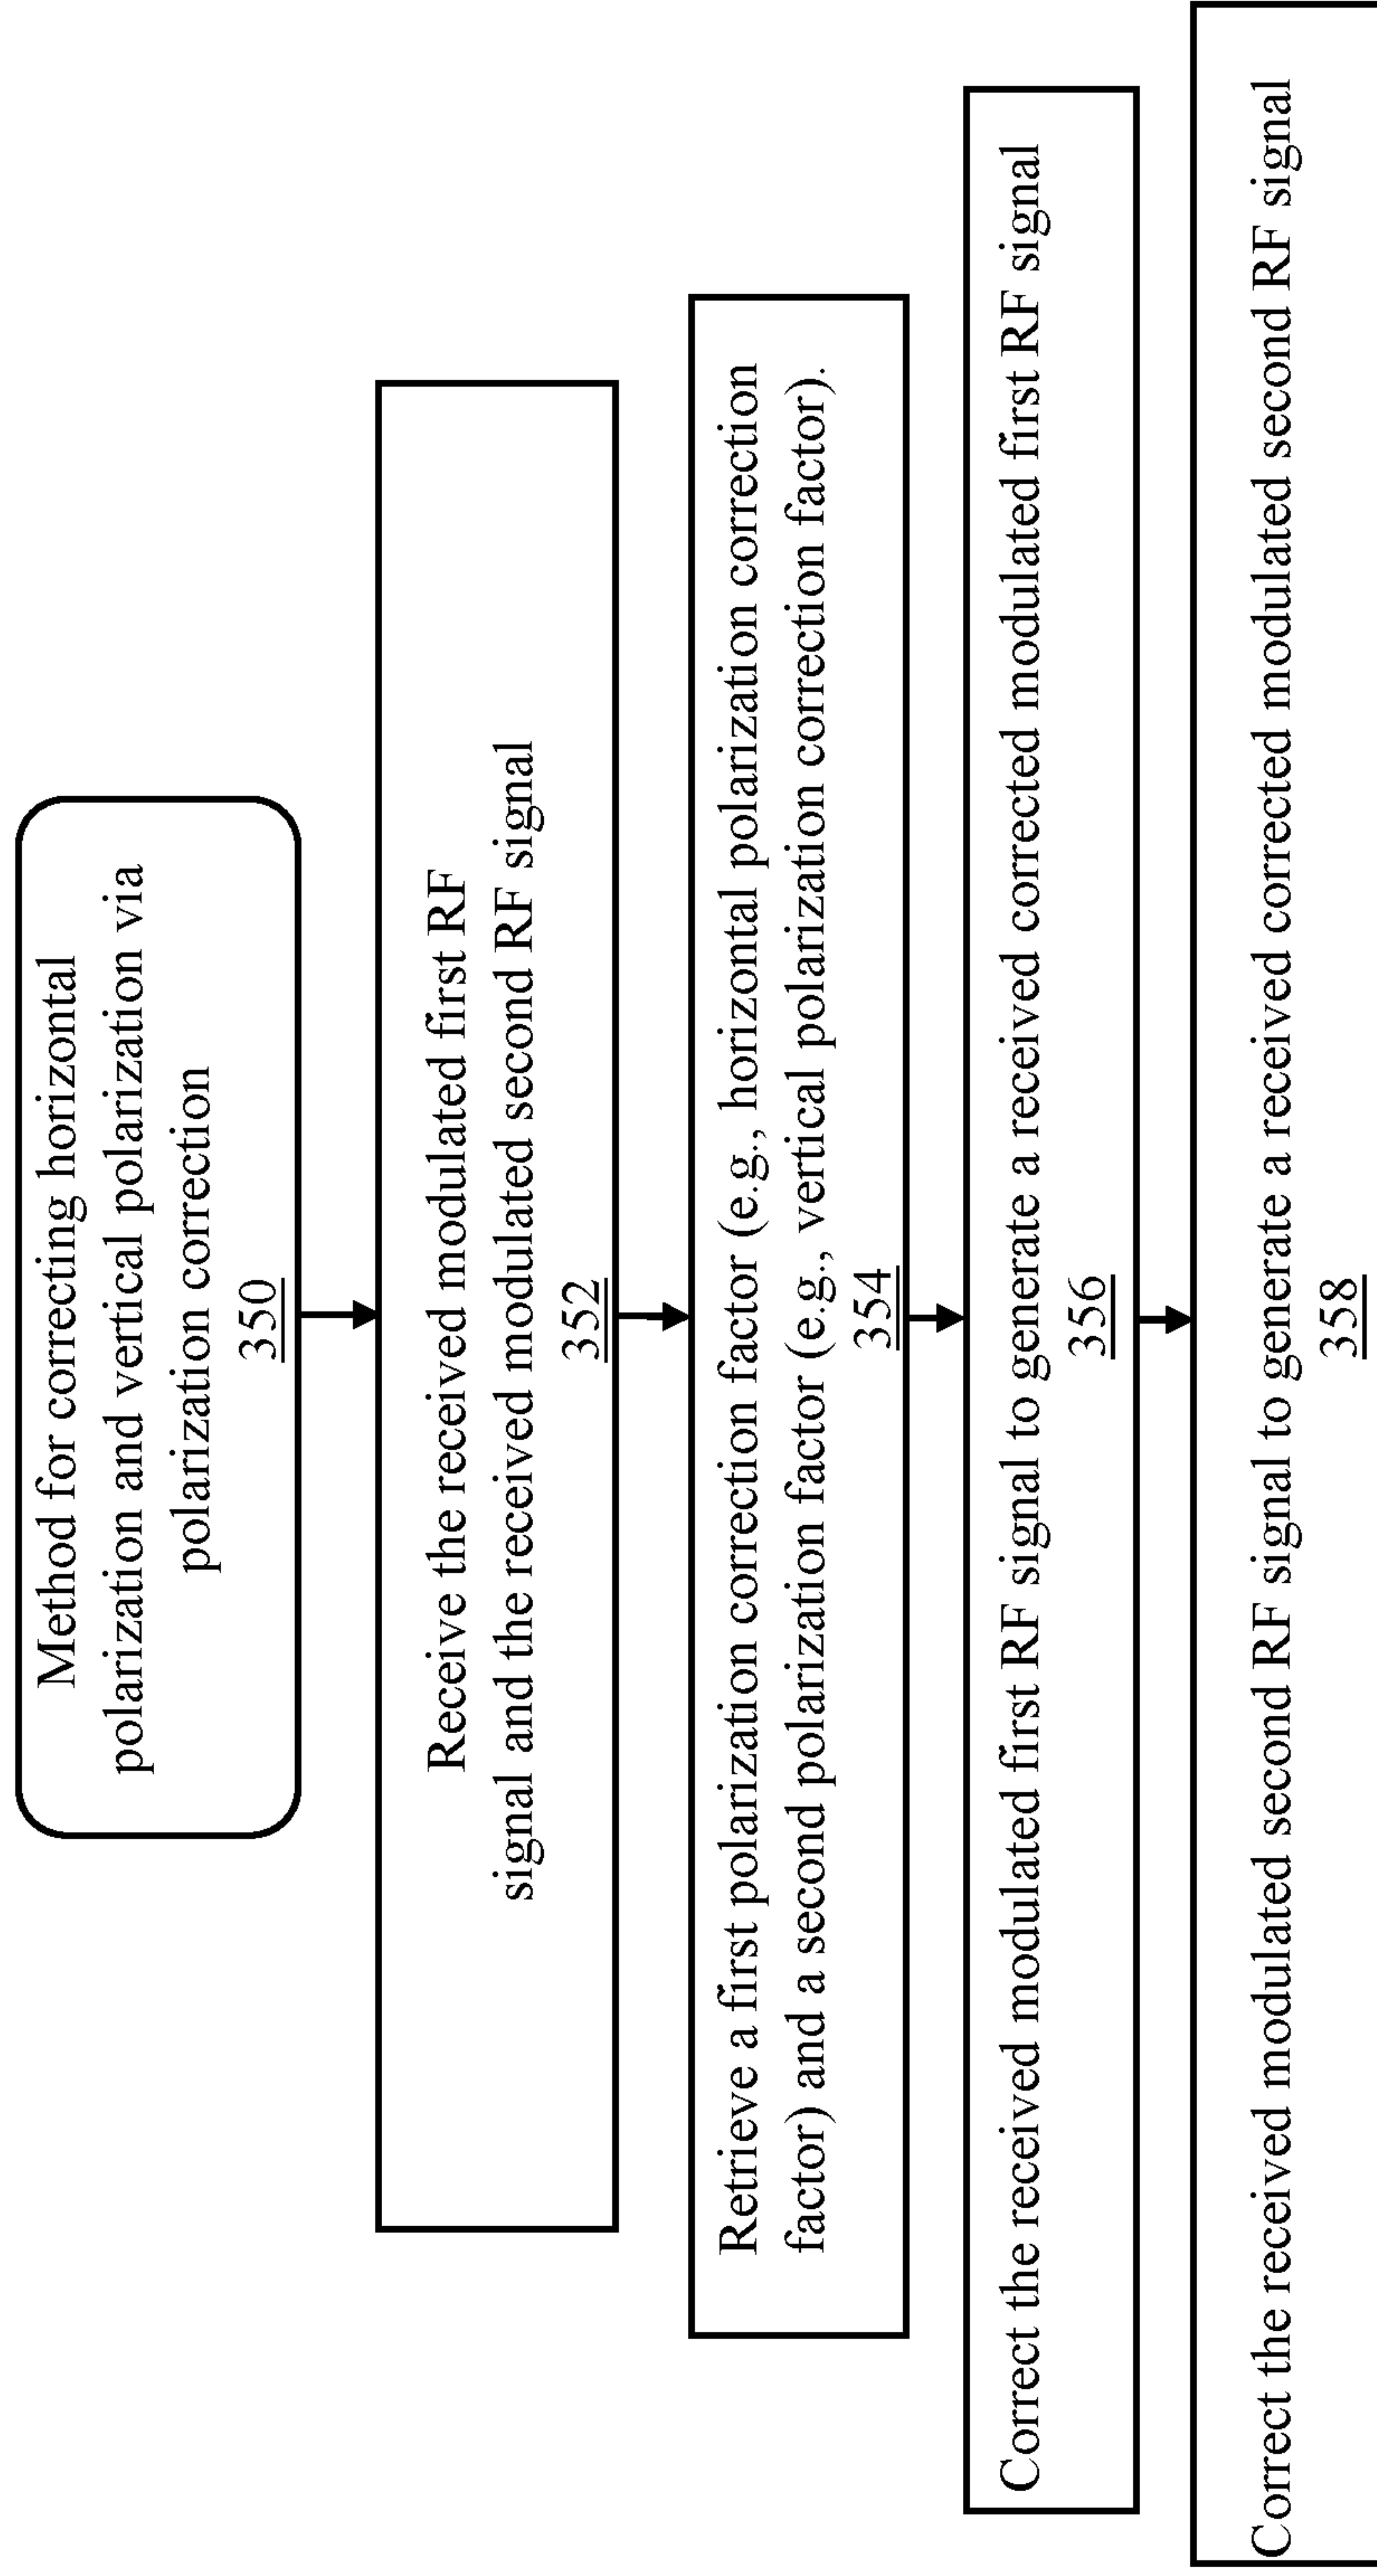 Method for correcting horizontal
polarization and vertical polarization via
polarization correction
350
Receive the received modulated first RF
signal and the received modulated second RF signal
352
Retrieve a first polarization correction factor (e.g., horizontal polarization correction
factor) and a second polarization factor (e.g., vertical polarization correction factor).
354
Correct the received modulated first RF signal to generate a received corrected modulated first RF signal
356
Correct the received modulated second RF signal to generate a received corrected modulated second RF signal
358